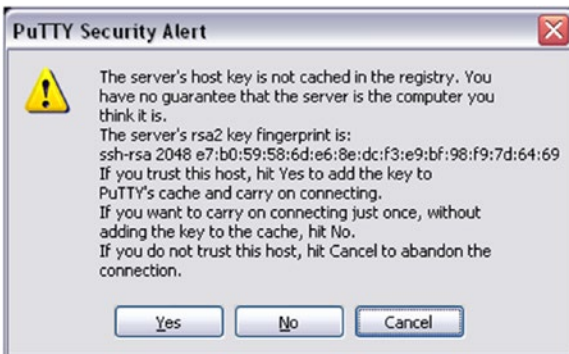 PuTTY Security Alert
The server's host key is not cached in the registry. You
have no guarantee that the server is the computer you
think it is.
The server's rsa2 key fingerprint is:
ssh-rsa 2048 e7:b0:59:58:6d:e6:8e:dc:f3:e9:bf:98:f9:7d:64:69
If you trust this host, hit Yes to add the key to
PuTTY's cache and carry on connecting.
If you want to carry on connecting just once, without
adding the key to the cache, hit No.
If you do not trust this host, hit Cancel to abandon the
connection.
Yes No Cancel